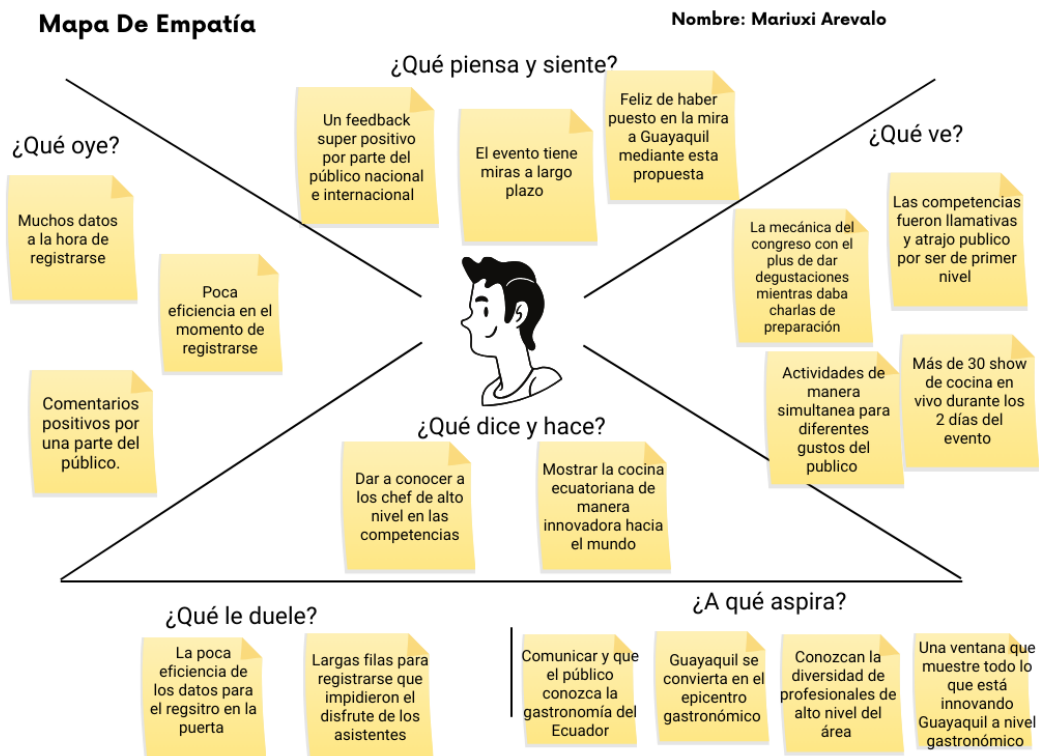 Mapa De Empatía
Nombre: Mariuxi Arevalo
¿Qué piensa y siente?
Un feedback
super positivo
por parte del
público nacional
e internacional
El evento tiene
miras a largo
plazo
Feliz de haber
puesto en la mira
a Guayaquil
mediante esta
propuesta
¿Qué oye?
Muchos datos
a la hora de
registrarse
Poca
eficiencia en el
momento de
registrarse
Comentarios
positivos por
una parte del
público.
¿Qué ve?
La mecánica del
congreso con el
plus de dar
degustaciones
mientras daba
charlas de
preparación
Las competencias
fueron llamativas
y atrajo publico
por ser de primer
nivel
Actividades de
manera
simultanea para
diferentes
gustos del
publico
Más de 30 show
de cocina en
vivo durante los
2 días del
evento
¿Qué dice y hace?
Dar a conocer a
los chef de alto
nivel en las
competencias
Mostrar la cocina
ecuatoriana de
manera
innovadora hacia
el mundo
¿Qué le duele?
La poca
eficiencia de
los datos para
el regsitro en la
puerta
Largas filas para
registrarse que
impidieron el
disfrute de los
asistentes
¿A qué aspira?
Comunicar y que
el público
conozca la
gastronomía del
Ecuador
Guayaquil se
convierta en el
epicentro
gastronómico
Conozcan la
diversidad de
profesionales de
alto nivel del
área
Una ventana que
muestre todo lo
que está
innovando
Guayaquil a nivel
gastronómico